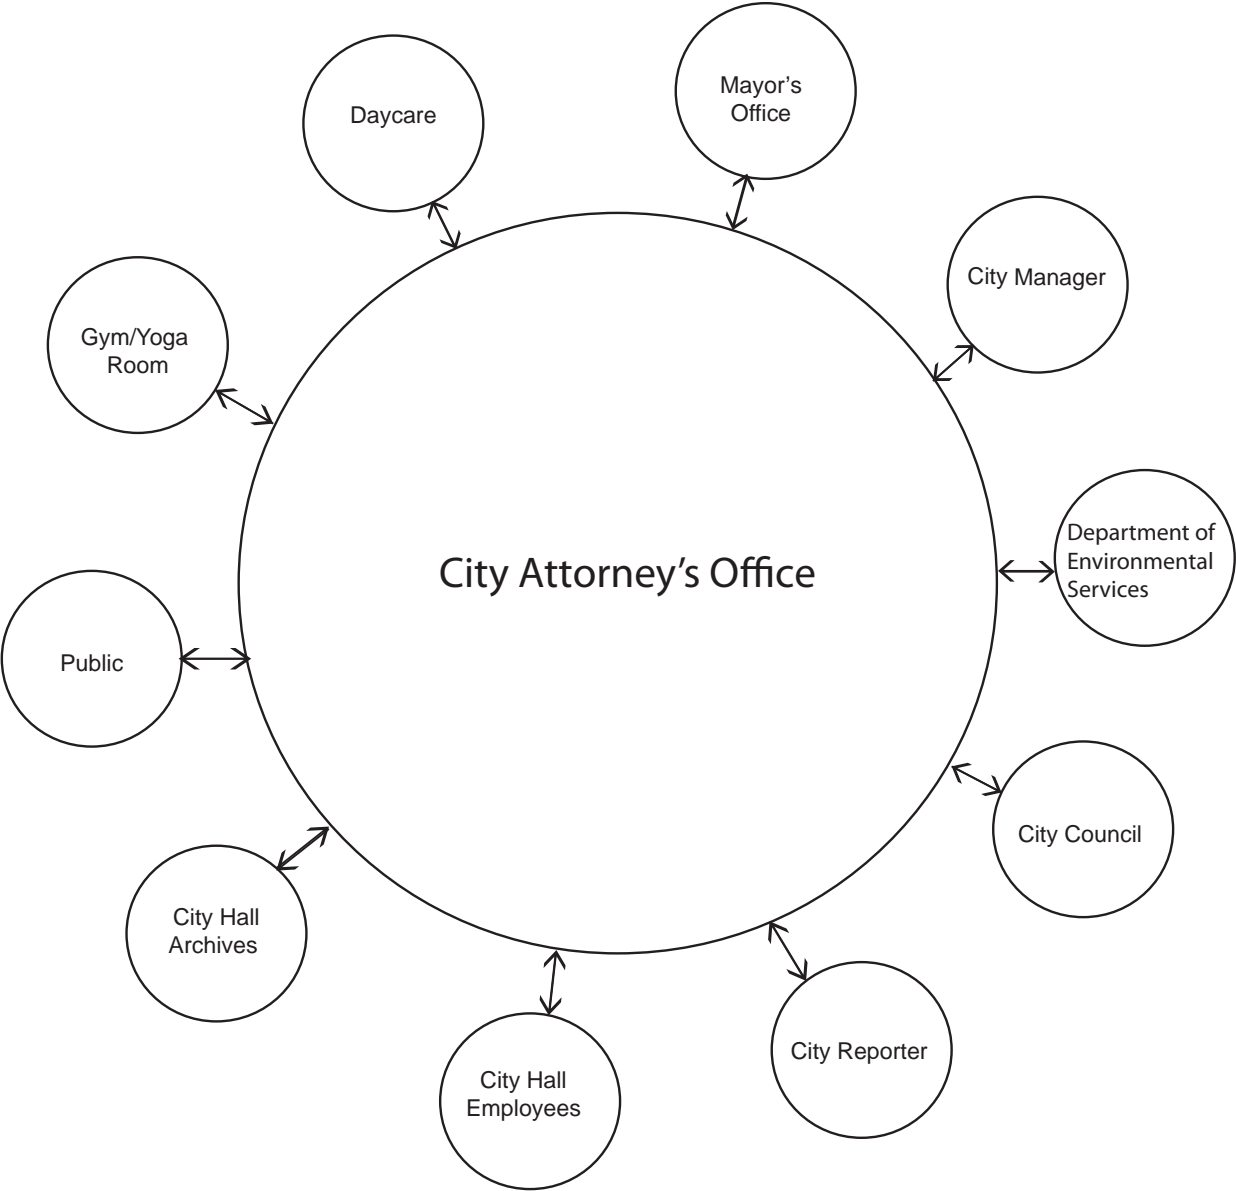 Mayor's
Office
Daycare
City Manager
Gym/Yoga
Room
Department of
Environmental
Services
City Attorney's Office
Public
City Council
City Hall
Archives
City Reporter
City Hall
Employees